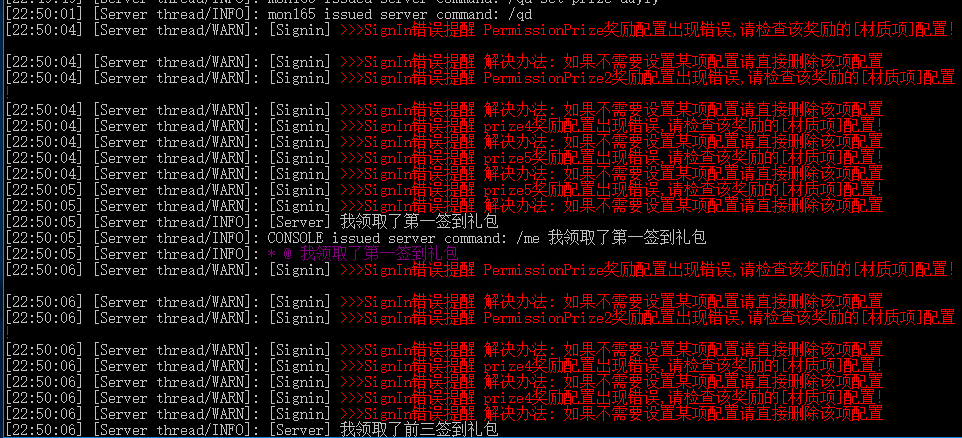 [22:49:49] [Server thread/INFO]: mon165 issued server command: /qd set prize dayly
[22:50:04] [Server thread/INFO]: mon165 issued server command: /qd
[22:50:04] [Server thread/WARN]: [Signin] >>>SignIn错误提醒 PermissionPrize奖励配置出现错误,请检查该奖励的[材质项]配置!
[22:50:04] [Server thread/WARN]: [Signin] >>>SignIn错误提醒 解决办法: 如果不需要设置某项配置请直接删除该项配置
[22:50:04] [Server thread/WARN]: [Signin] >>>SignIn错误提醒 PermissionPrize2奖励配置出现错误,请检查该奖励的[材质项]配置
[22:50:04] [Server thread/WARN]: [Signin] >>>SignIn错误提醒 解决办法: 如果不需要设置某项配置请直接删除该项配置
[22:50:04] [Server thread/WARN]: [Signin] >>>SignIn错误提醒 prize4奖励配置出现错误,请检查该奖励的[材质项]配置!
[22:50:04] [Server thread/WARN]: [Signin] >>>SignIn错误提醒 解决办法: 如果不需要设置某项配置请直接删除该项配置
[22:50:04] [Server thread/WARN]: [Signin] >>>SignIn错误提醒 prize5奖励配置出现错误,请检查该奖励的[材质项]配置!
[22:50:04] [Server thread/WARN]: [Signin] >>>SignIn错误提醒 解决办法: 如果不需要设置某项配置请直接删除该项配置
[22:50:05] [Server thread/WARN]: [Signin] >>>SignIn错误提醒 prize5奖励配置出现错误,请检查该奖励的[材质项]配置!
[22:50:05] [Server thread/WARN]: [Signin] >>>SignIn错误提醒 解决办法: 如果不需要设置某项配置请直接删除该项配置
[22:50:05] [Server thread/INFO]: [Server] 我领取了第一签到礼包
[22:50:05] [Server thread/INFO]: CONSOLE issued server command: /me 我领取了第一签到礼包
[22:50:05] [Server thread/INFO]: * @ 我领取了第一签到礼包
[22:50:06] [Server thread/WARN]: [Signin] >>>SignIn错误提醒 PermissionPrize奖励配置出现错误,请检查该奖励的[材质项]配置!
[22:50:06] [Server thread/WARN]: [Signin] >>>SignIn错误提醒 解决办法: 如果不需要设置某项配置请直接删除该项配置
[22:50:06] [Server thread/WARN]: [Signin] >>>SignIn错误提醒 PermissionPrize2奖励配置出现错误,请检查该奖励的[材质项]配置
[22:50:06] [Server thread/WARN]: [Signin] >>>SignIn错误提醒 解决办法: 如果不需要设置某项配置请直接删除该项配置
[22:50:06] [Server thread/WARN]: [Signin] >>>SignIn错误提醒 prize4奖励配置出现错误,请检查该奖励的[材质项]配置!
[22:50:06] [Server thread/WARN]: [Signin] >>>SignIn错误提醒 解决办法: 如果不需要设置某项配置请直接删除该项配置
[22:50:06] [Server thread/WARN]: [Signin] >>>SignIn错误提醒 prize4奖励配置出现错误,请检查该奖励的[材质项]配置!
[22:50:06] [Server thread/WARN]: [Signin] >>>SignIn错误提醒 解决办法: 如果不需要设置某项配置请直接删除该项配置
[22:50:06] [Server thread/INFO]: [Server] 我领取了前三签到礼包